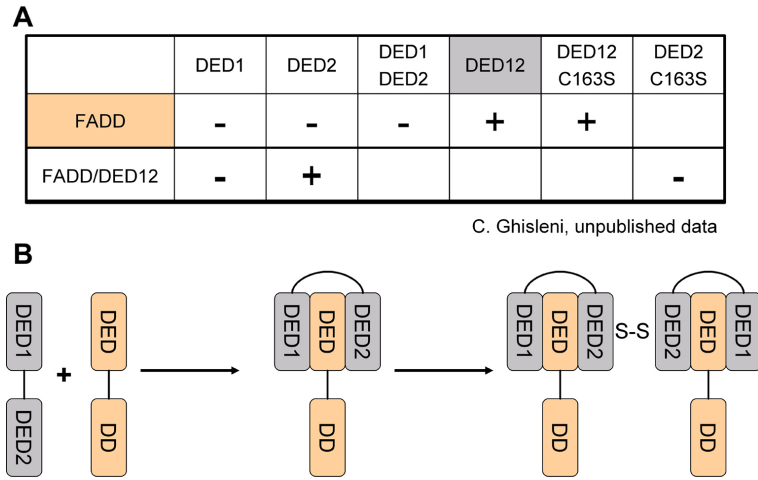 A
DED1 DED2 DED1 DED2 DED12 DED12 C163S DED2 C163S
FADD - - - + +
FADD/DED12 - + -
C. Ghisleni, unpublished data
B
DED1 DED DED1 DED DED2 DED1 DED DED2 S-S DED2 DED DED1
+
DED2 DD DD DD DD